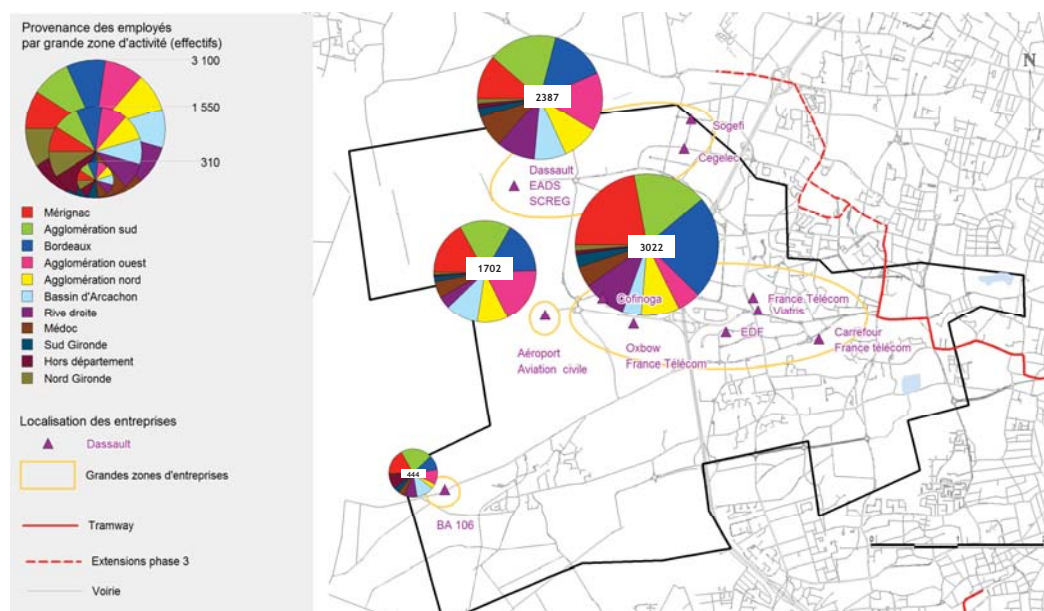 Provenance des employés
par grande zone d'activité (effectifs)
3 100
1 550
310
Mérignac
Agglomération sud
Bordeaux
Agglomération ouest
Agglomération nord
Bassin d'Arcachon
Rive droite
Médoc
Sud Gironde
Hors département
Nord Gironde
Localisation des entreprises
Dassault
Grandes zones d'entreprises
Tramway
Extensions phase 3
Voirie
N
2387
Sogefi
Cegelec
Dassault
EADS
SCREG
3022
1702
Cofinoga
France Télécom
Viatris
EDF
Carrefour
France télécom
Oxbow
France Télécom
Aéroport
Aviation civile
444
BA 106